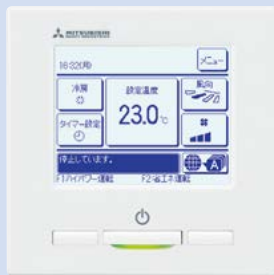 MITSUBISHI
16:32(月)
メニュー
冷房
設定温度
風向
23.0℃
タイマー設定
停止しています。
A
F1:ハイパワー運転
F2:省エネ運転